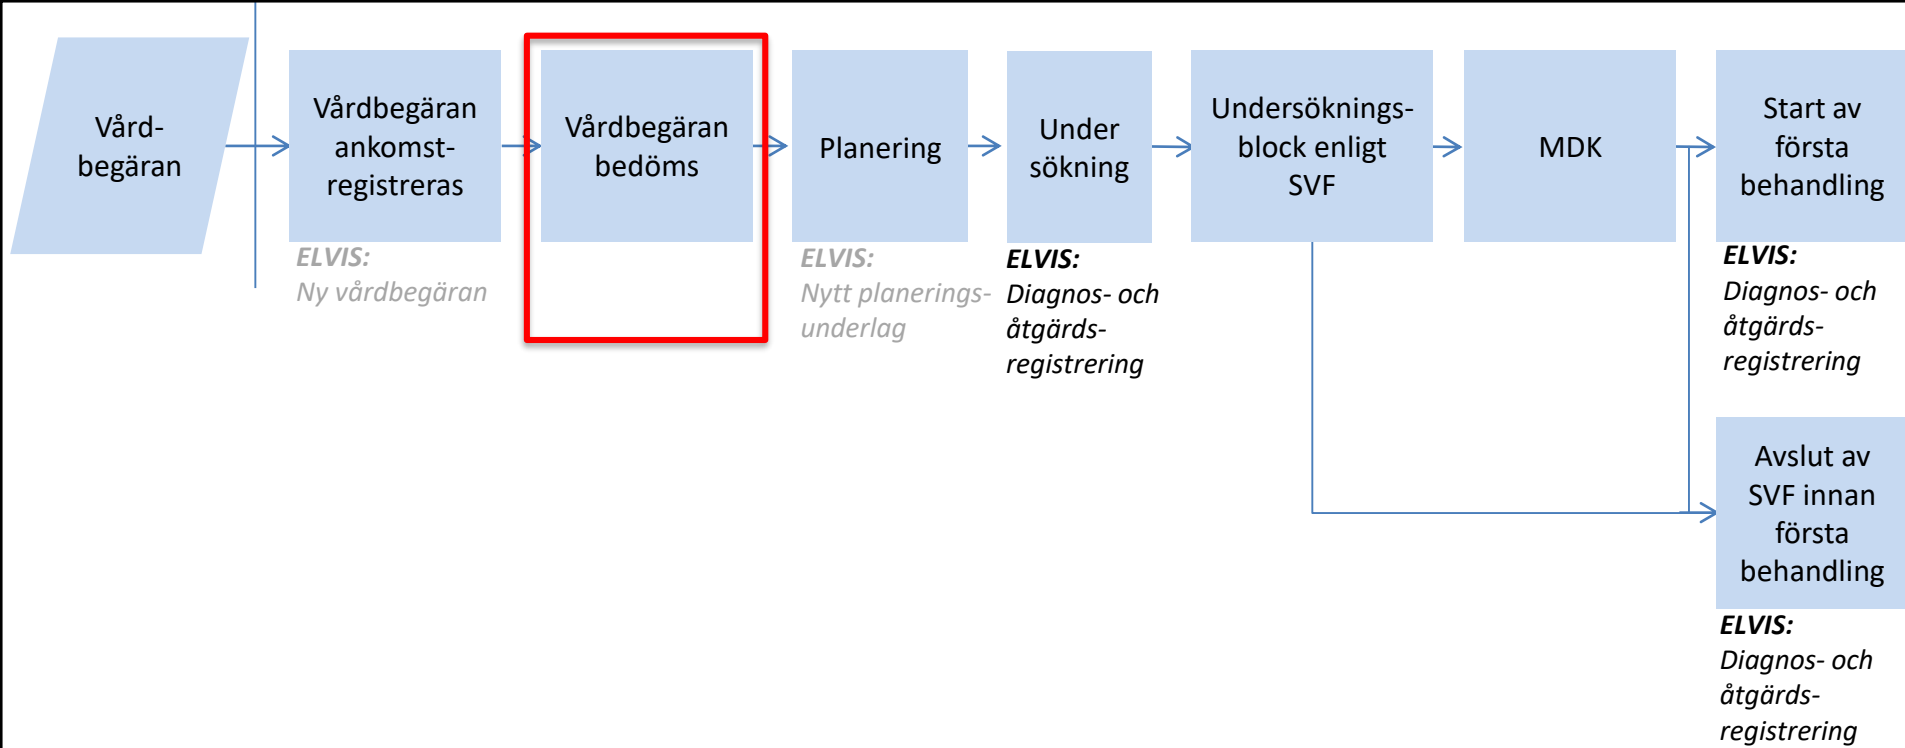 Vård-
begäran
Vårdbegäran
ankomst-
registreras
ELVIS:
Ny vårdbegäran
Vårdbegäran
bedöms
Planering
ELVIS:
Nytt planerings-
underlag
Under
sökning
ELVIS:
Diagnos- och
åtgärds-
registrering
Undersöknings-
block enligt
SVF
MDK
Start av
första
behandling
ELVIS:
Diagnos- och
åtgärds-
registrering
Avslut av
SVF innan
första
behandling
ELVIS:
Diagnos- och
åtgärds-
registrering